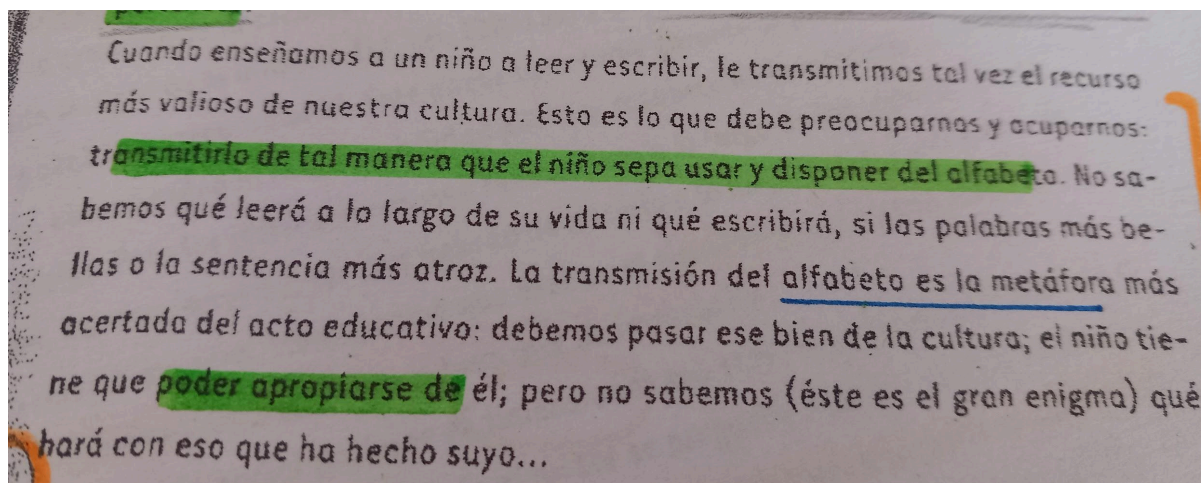 Cuando enseñamos a un niño a leer y escribir, le transmitimos tal vez el recurso
más valioso de nuestra cultura. Esto es lo que debe preocuparnos y ocuparnos:
transmitirlo de tal manera que el niño sepa usar y disponer del alfabeto. No sa-
bemos qué leerá a lo largo de su vida ni qué escribirá, si las palabras más be-
llas o la sentencia más atroz. La transmisión del alfabeto es la metáfora más
acertada del acto educativo: debemos pasar ese bien de la cultura; el niño tie-
ne que poder apropiarse de él; pero no sabemos (éste es el gran enigma) qué
hará con eso que ha hecho suyo...